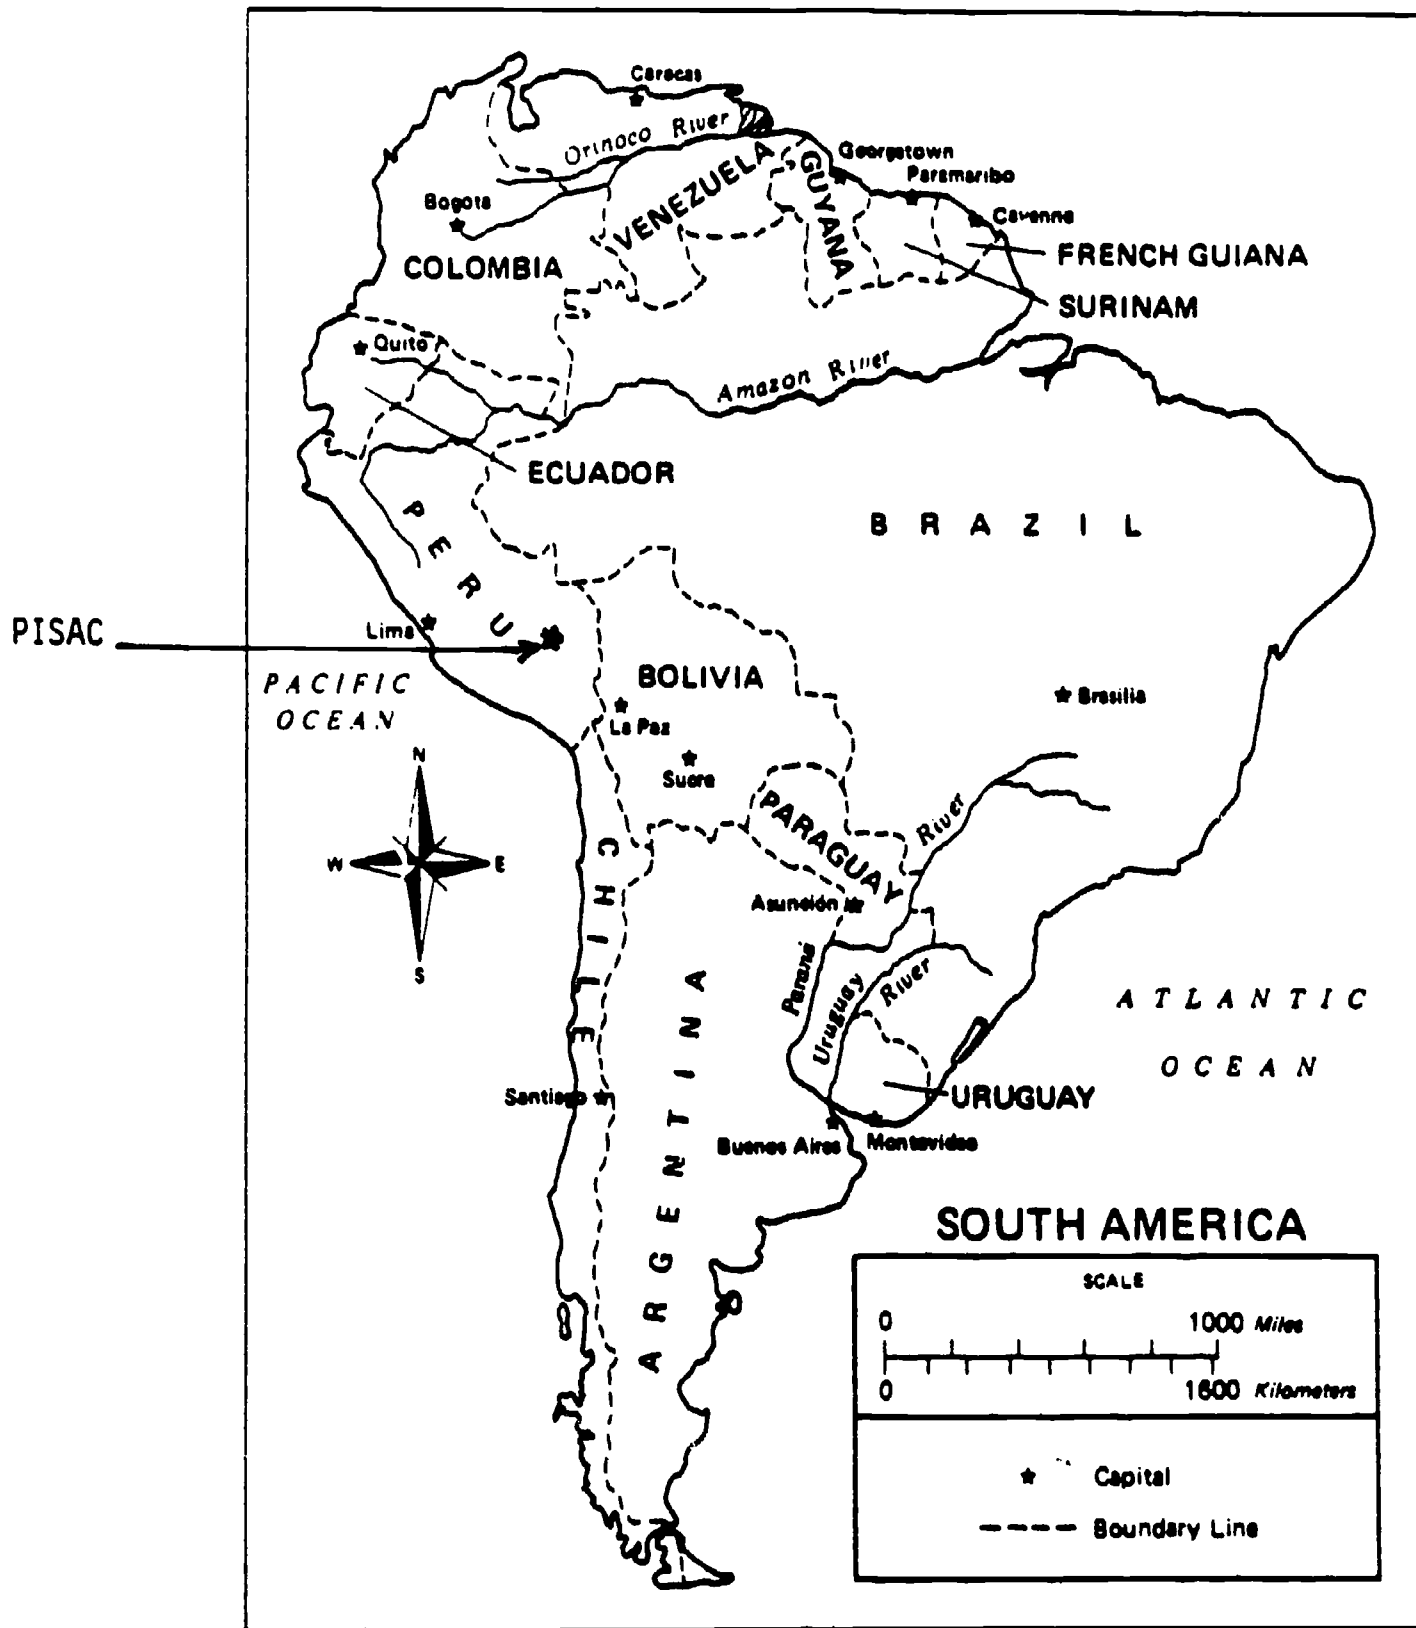 Caracas
Orinoco River
VENEZUELA
GUYANA
Georgetown
Paramaribo
Cayenne
Bogota
COLOMBIA
FRENCH GUIANA
SURINAM
Quito
Amazon River
ECUADOR
PERU
BRAZIL
PISAC
Lima
PACIFIC
OCEAN
BOLIVIA
La Paz
Sucre
Brasilia
N
W
E
S
CHILE
PARAGUAY
River
Asunción
Paraná
Uruguay
River
ATLANTIC
OCEAN
ARGENTINA
Santiago
URUGUAY
Buenos Aires
Montevideo
SOUTH AMERICA
SCALE
0 1000 Miles
0 1600 Kilometers
Capital
Boundary Line